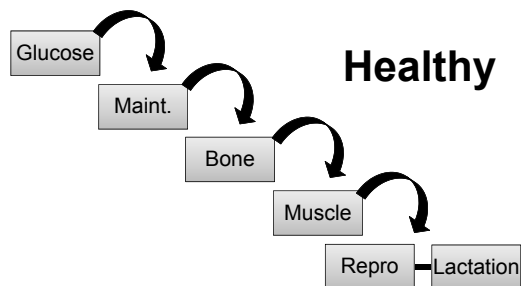 Glucose
Healthy
Maint.
Bone
Muscle
Repro
Lactation